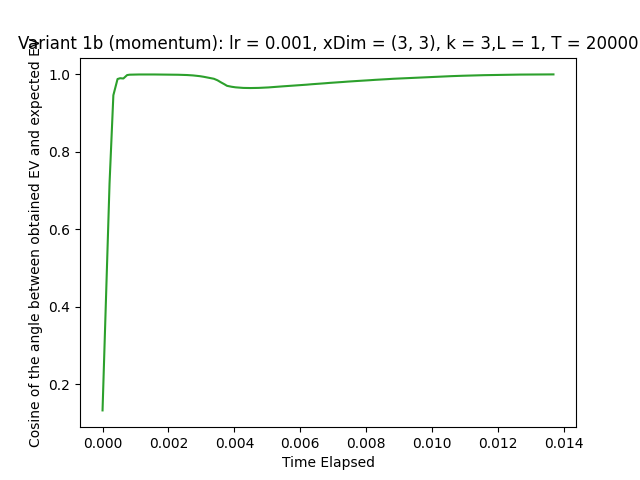 Variant 1b (momentum): lr = 0.001, xDim = (3, 3), k = 3,L = 1, T = 20000
Cosine of the angle between obtained EV and expected EV
1.0
0.8
0.6
0.4
0.2
0.000 0.002 0.004 0.006 0.008 0.010 0.012 0.014
Time Elapsed